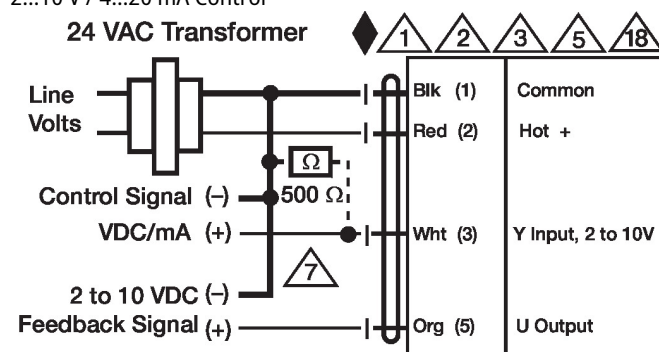 2...10 V / 4...20 mA Control
24 VAC Transformer
1 2 3 5 18
Line
Volts
Blk (1) Common
Red (2) Hot +
Ω
500 Ω
Control Signal (–)
VDC/mA (+)
Wht (3) Y Input, 2 to 10V
7
2 to 10 VDC (–)
Feedback Signal (+)
Org (5) U Output